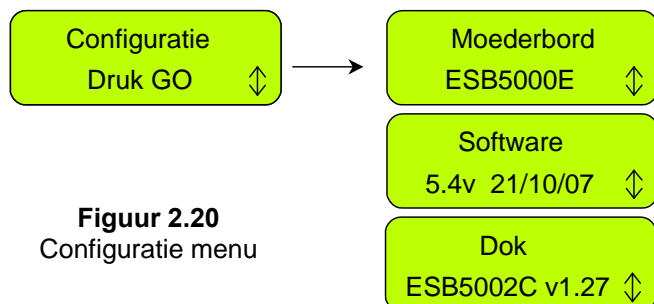 Configuratie
Druk GO
Moederbord
ESB5000E
Software
5.4v 21/10/07
Dok
ESB5002C v1.27
Figuur 2.20
Configuratie menu